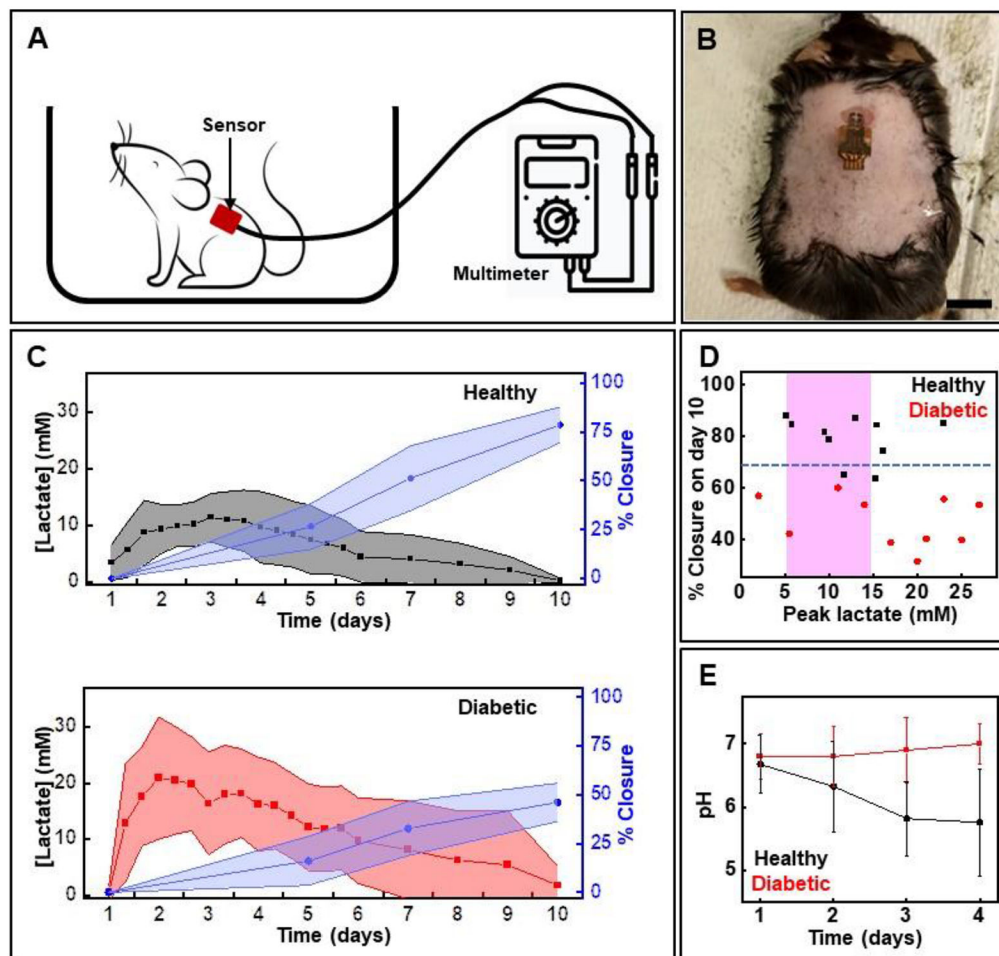 A
Sensor
Multimeter
B
C
Healthy
[Lactate] (mM)
30
20
10
0
% Closure
100
75
50
25
0
1 2 3 4 5 6 7 8 9 10
Time (days)
Diabetic
[Lactate] (mM)
30
20
10
0
% Closure
100
75
50
25
0
1 2 3 4 5 6 7 8 9 10
Time (days)
D
Healthy
Diabetic
% Closure on day 10
100
80
60
40
0 5 10 15 20 25
Peak lactate (mM)
E
pH
7
6
5
Healthy
Diabetic
1 2 3 4
Time (days)